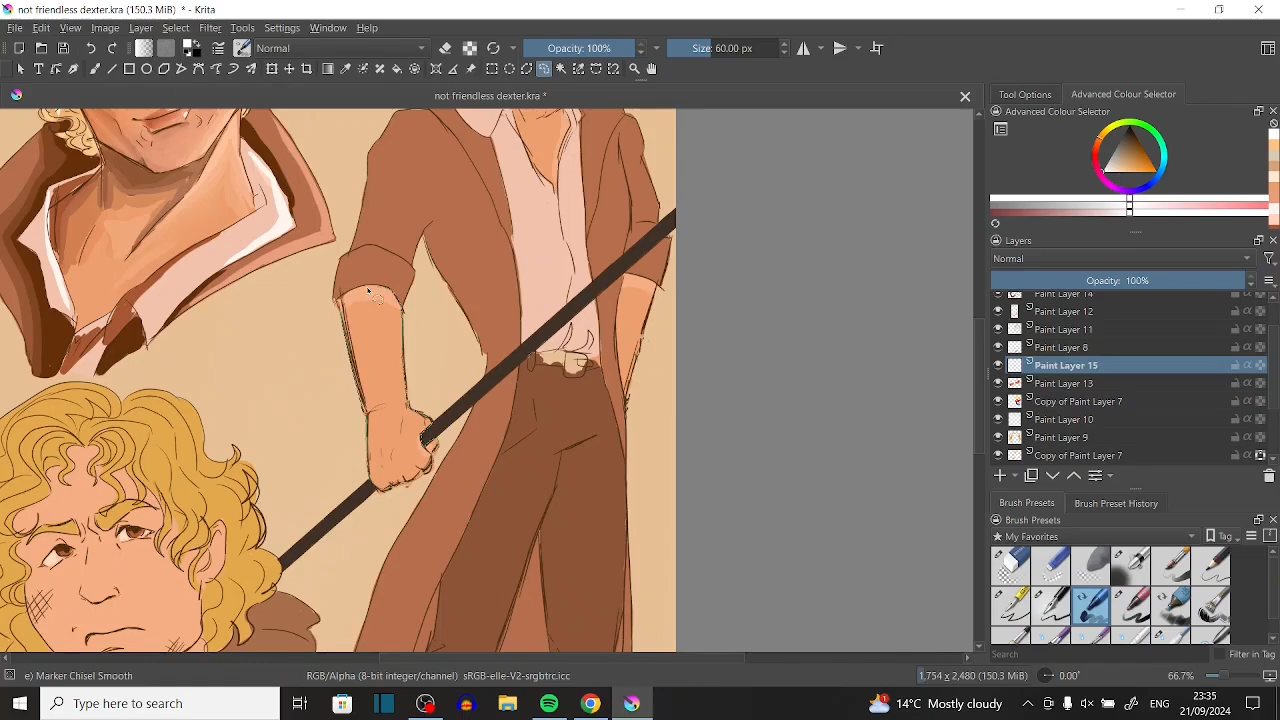 not friendless dexter.kra (150.3 MiB) * - Krita
File Edit View Image Layer Select Filter Tools Settings Window Help
Normal Opacity: 100% Size: 60.00 px
not friendless dexter.kra *
Tool Options Advanced Colour Selector
Advanced Colour Selector
Layers
Normal
Opacity: 100%
Paint Layer 14
Paint Layer 12
Paint Layer 11
Paint Layer 8
Paint Layer 15
Paint Layer 13
Copy of Paint Layer 7
Paint Layer 10
Paint Layer 9
Copy of Paint Layer 7
Brush Presets Brush Preset History
Brush Presets
My Favorites Tag
Search Filter in Tag
e) Marker Chisel Smooth RGB/Alpha (8-bit integer/channel) sRGB-elle-V2-srgbtrc.icc 1,754 x 2,480 (150.3 MiB) 0.00° 66.7%
Type here to search 1 14°C Mostly cloudy ENG 23:35
21/09/2024